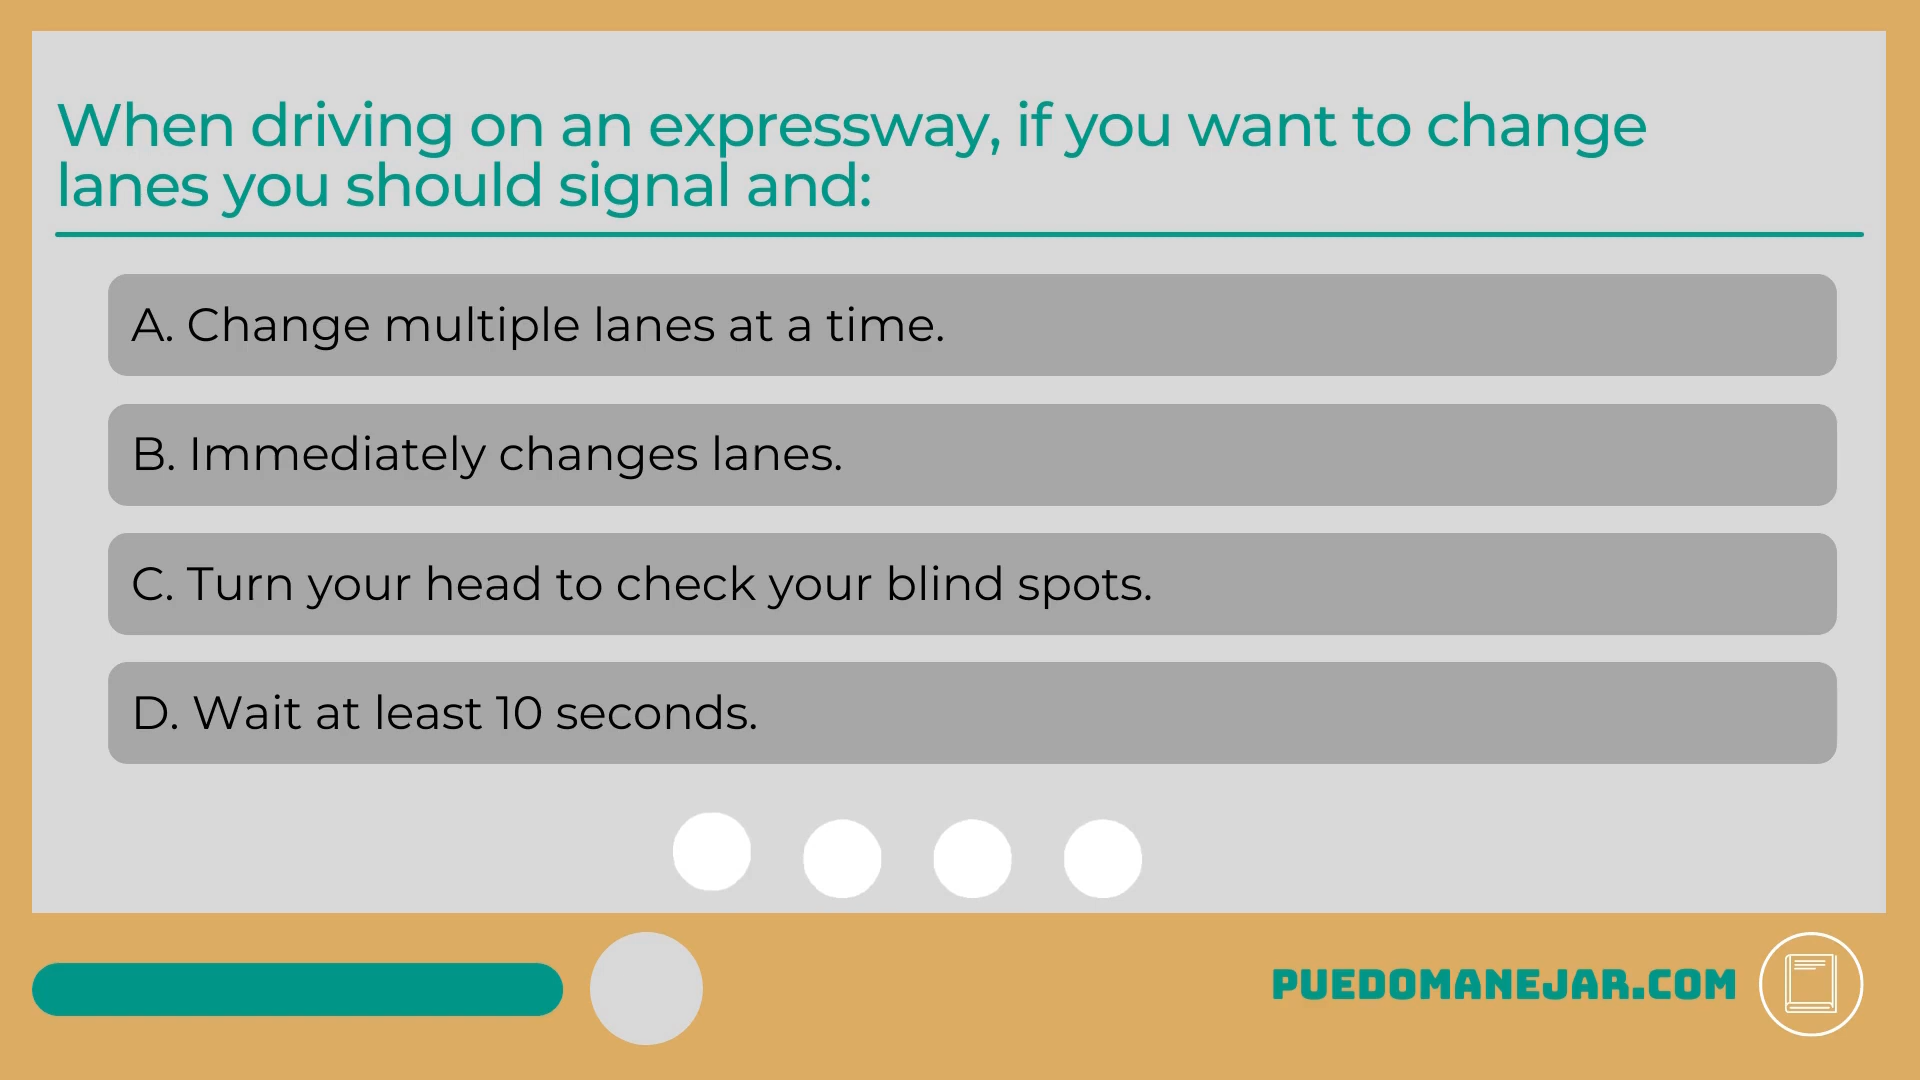 When driving on an expressway, if you want to change
lanes you should signal and:
A. Change multiple lanes at a time.
B. Immediately changes lanes.
C. Turn your head to check your blind spots.
D. Wait at least 10 seconds.
PUEDOMANEJAR.COM